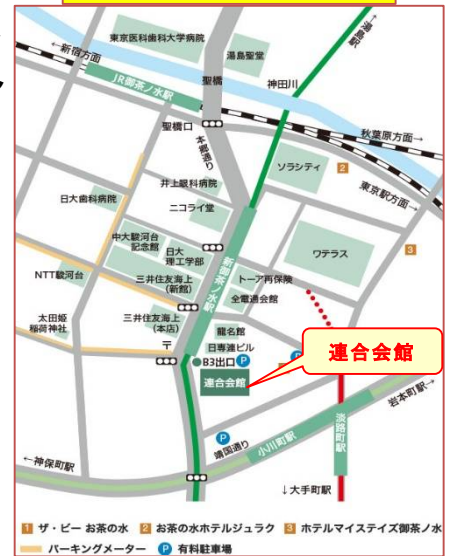 ↑湯島駅
東京医科歯科大学病院
湯島聖堂
←新宿方面
聖橋
神田川
JR御茶ノ水駅
聖橋口
本郷通り
秋葉原方面→
ソラシティ
2
東京駅方面→
井上眼科病院
日大歯科病院
ニコライ堂
3
中大駿河台
記念館
日大
理工学部
ワテラス
新御茶ノ水駅
NTT駿河台
三井住友海上
(新館)
トーア再保険
全電通会館
太田姫
稲荷神社
三井住友海上
(本店)
龍名館
〒
日専連ビル
B3出口 P
P
連合会館
連合会館
岩本町駅→
淡路町駅
P
靖国通り
小川町駅
←神保町駅
↓大手町駅
1 ザ・ビー お茶の水 2 お茶の水ホテルジュラク 3 ホテルマイステイズ御茶ノ水
パーキングメーター P 有料駐車場